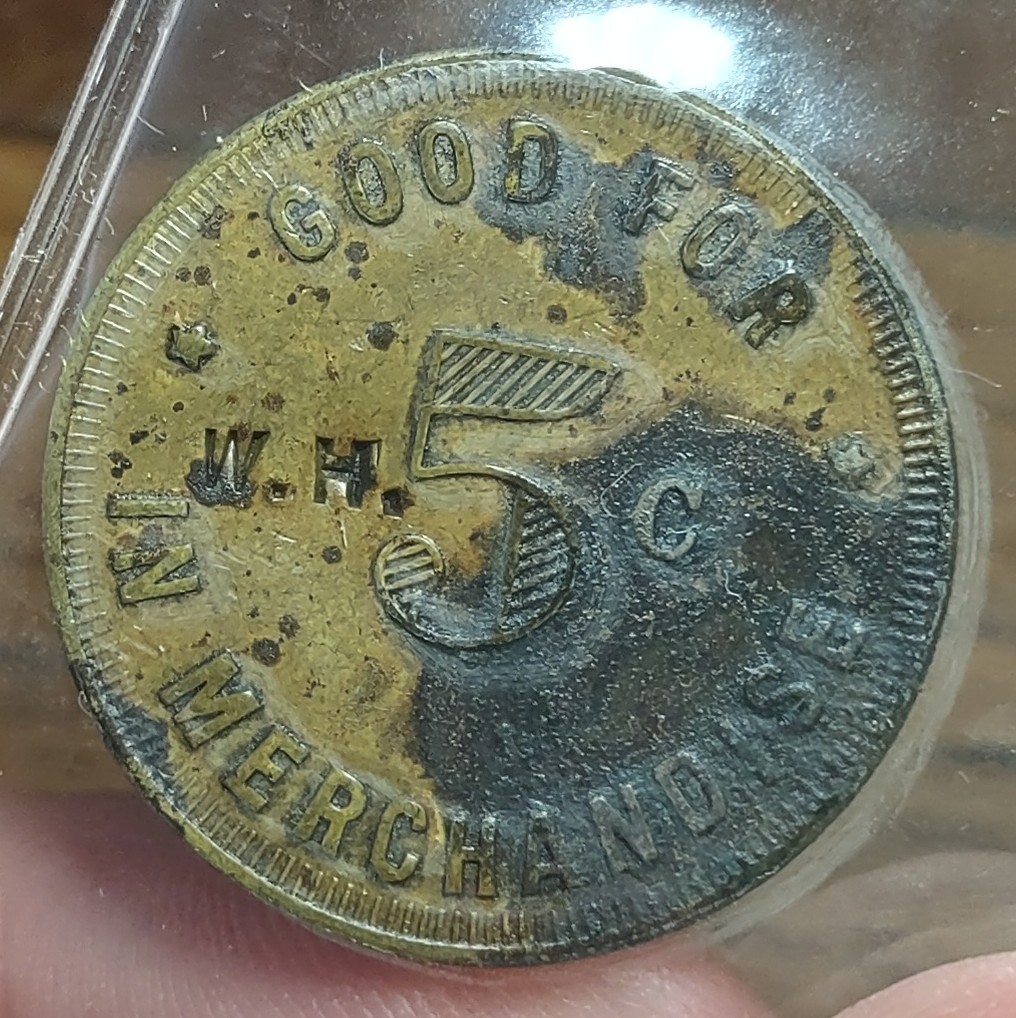 GOOD FOR
W. H. 5 C
IN MERCHANDISE